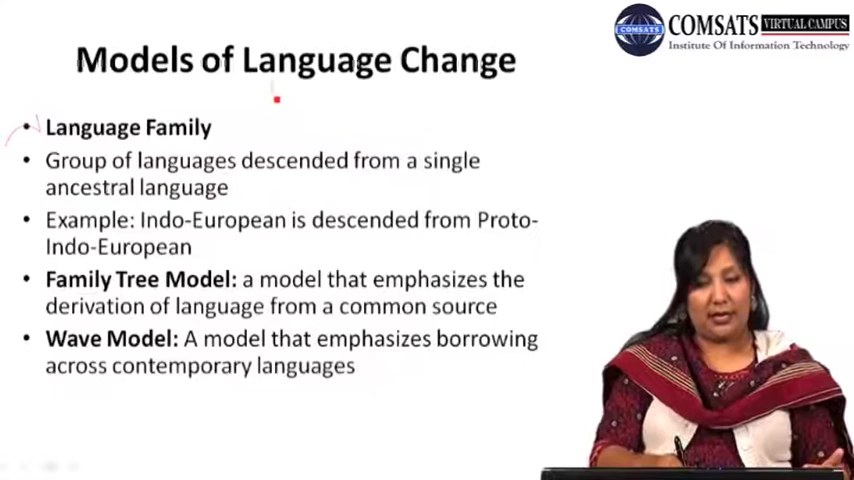 COMSATS VIRTUAL CAMPUS
COMSATS
Institute Of Information Technology
Models of Language Change
• Language Family
• Group of languages descended from a single
ancestral language
• Example: Indo-European is descended from Proto-
Indo-European
• Family Tree Model: a model that emphasizes the
derivation of language from a common source
• Wave Model: A model that emphasizes borrowing
across contemporary languages